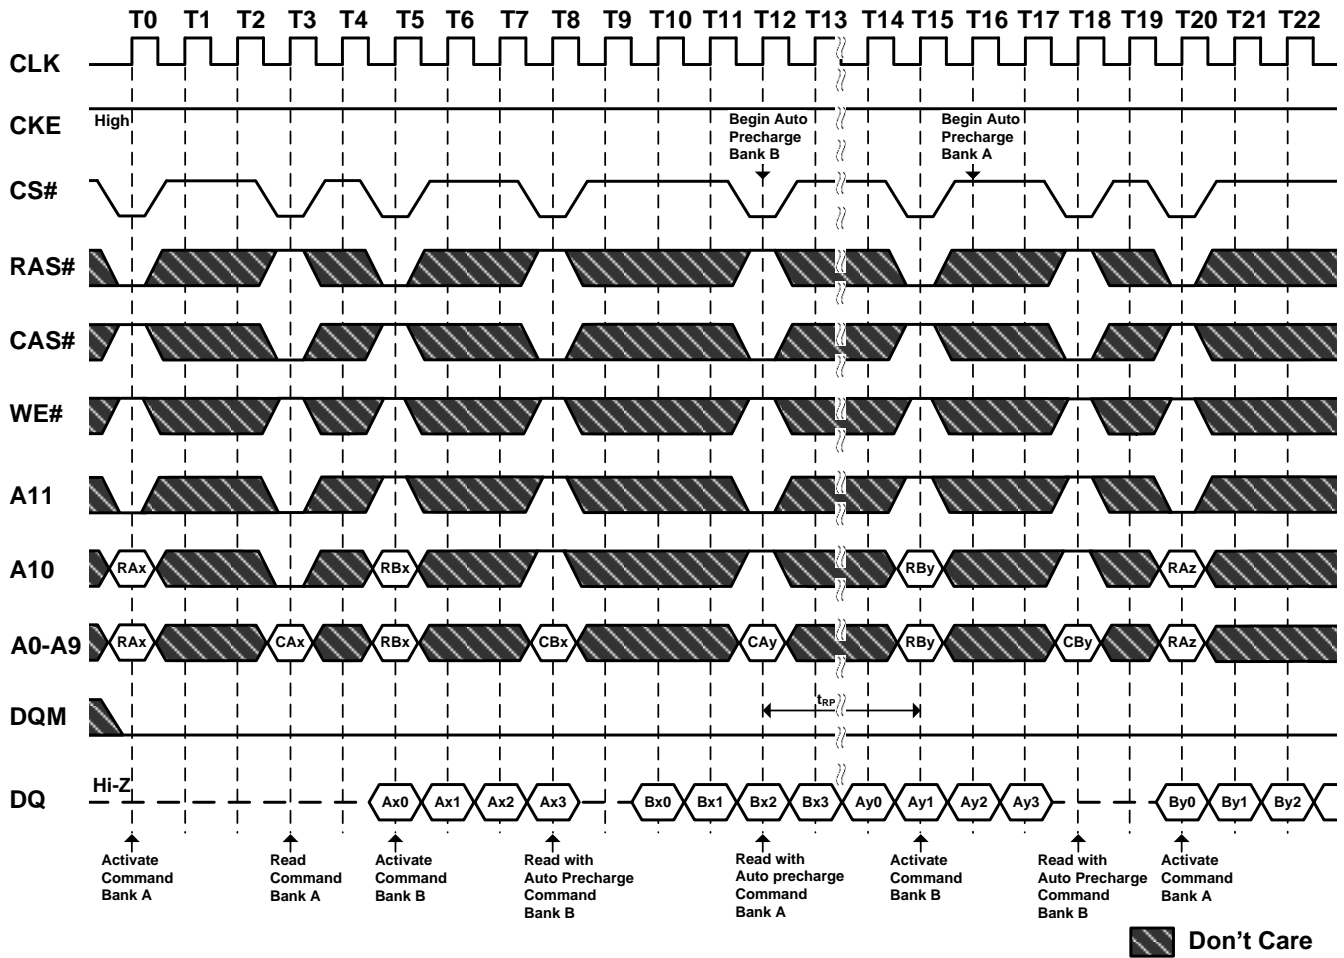 T0 T1 T2 T3 T4 T5 T6 T7 T8 T9 T10 T11 T12 T13 T14 T15 T16 T17 T18 T19 T20 T21 T22
CLK
CKE
High
Begin Auto
Precharge
Bank B
Begin Auto
Precharge
Bank A
CS#
RAS#
CAS#
WE#
A11
A10
RAx RBx RBy RAz
A0-A9
RAx CAx RBx CBx CAy RBy CBy RAz
DQM
tRP
DQ
Hi-Z
Ax0 Ax1 Ax2 Ax3 Bx0 Bx1 Bx2 Bx3 Ay0 Ay1 Ay2 Ay3 By0 By1 By2
Activate
Command
Bank A
Read
Command
Bank A
Activate
Command
Bank B
Read with
Auto Precharge
Command
Bank B
Read with
Auto precharge
Command
Bank A
Activate
Command
Bank B
Read with
Auto Precharge
Command
Bank B
Activate
Command
Bank A
Don't Care